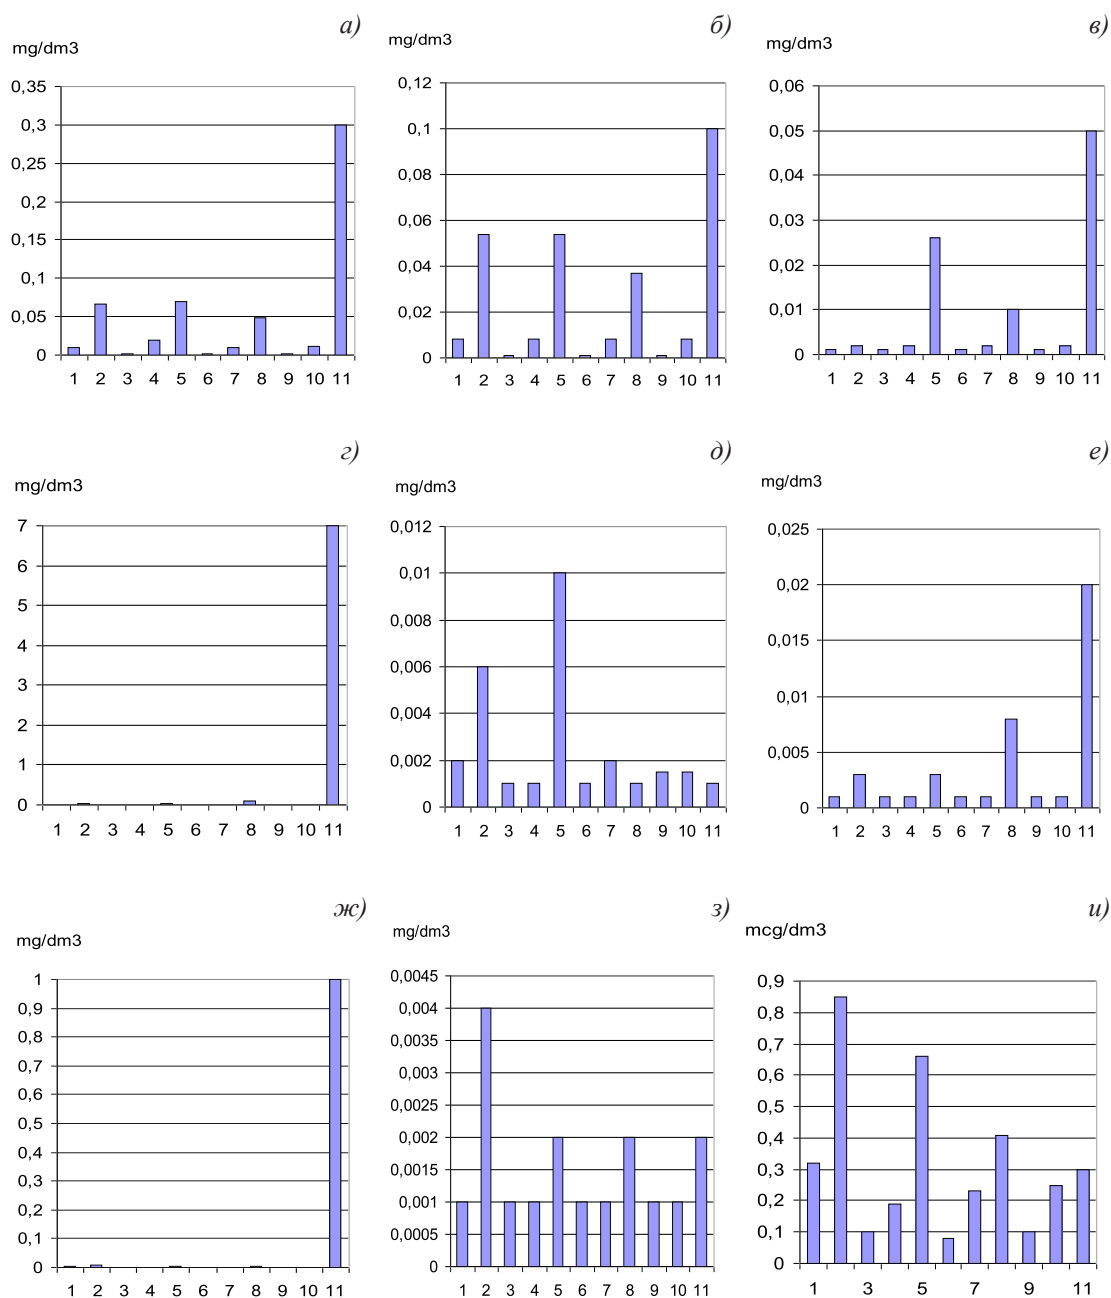 а)
mg/dm3
0,35
0,3
0,25
0,2
0,15
0,1
0,05
0
1 2 3 4 5 6 7 8 9 10 11
б)
mg/dm3
0,12
0,1
0,08
0,06
0,04
0,02
0
1 2 3 4 5 6 7 8 9 10 11
в)
mg/dm3
0,06
0,05
0,04
0,03
0,02
0,01
0
1 2 3 4 5 6 7 8 9 10 11
г)
mg/dm3
7
6
5
4
3
2
1
0
1 2 3 4 5 6 7 8 9 10 11
д)
mg/dm3
0,012
0,01
0,008
0,006
0,004
0,002
0
1 2 3 4 5 6 7 8 9 10 11
е)
mg/dm3
0,025
0,02
0,015
0,01
0,005
0
1 2 3 4 5 6 7 8 9 10 11
ж)
mg/dm3
1
0,9
0,8
0,7
0,6
0,5
0,4
0,3
0,2
0,1
0
1 2 3 4 5 6 7 8 9 10 11
з)
mg/dm3
0,0045
0,004
0,0035
0,003
0,0025
0,002
0,0015
0,001
0,0005
0
1 2 3 4 5 6 7 8 9 10 11
и)
mcg/dm3
0,9
0,8
0,7
0,6
0,5
0,4
0,3
0,2
0,1
0
1 3 5 7 9 11